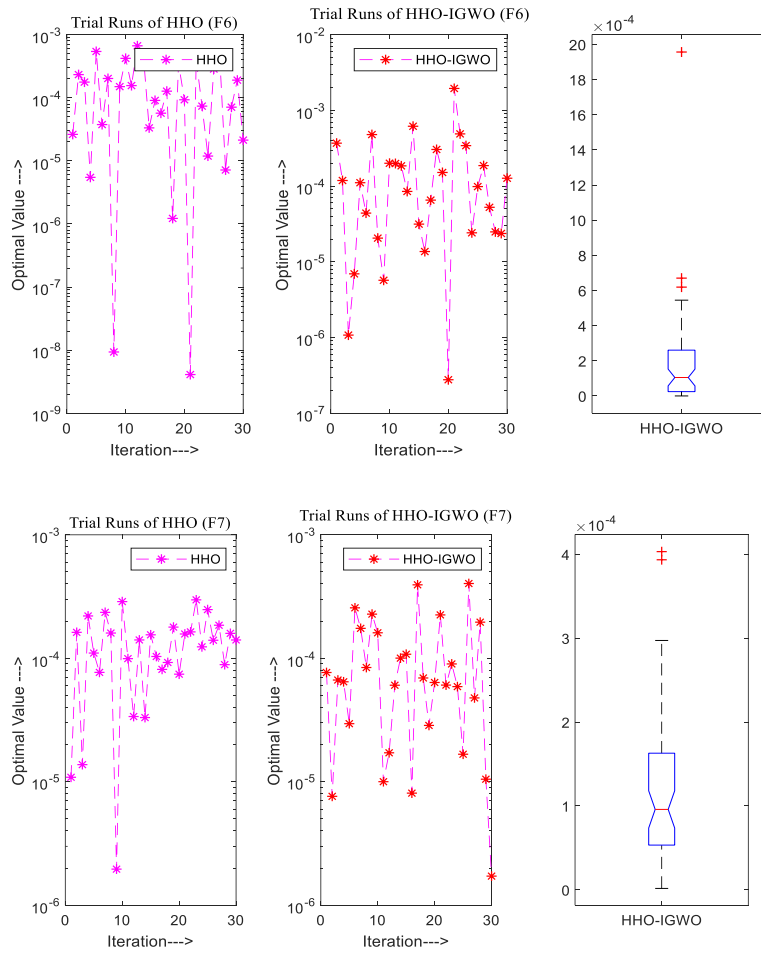 Trial Runs of HHO (F6)
HHO
10^-3
10^-4
10^-5
10^-6
10^-7
10^-8
10^-9
Optimal Value --->
0 10 20 30
Iteration--->
Trial Runs of HHO-IGWO (F6)
HHO-IGWO
10^-2
10^-3
10^-4
10^-5
10^-6
10^-7
Optimal Value --->
0 10 20 30
Iteration--->
×10^-4
20
18
16
14
12
10
8
6
4
2
0
HHO-IGWO
Trial Runs of HHO (F7)
HHO
10^-3
10^-4
10^-5
10^-6
Optimal Value --->
0 10 20 30
Iteration--->
Trial Runs of HHO-IGWO (F7)
HHO-IGWO
10^-3
10^-4
10^-5
10^-6
Optimal Value --->
0 10 20 30
Iteration--->
×10^-4
4
3
2
1
0
HHO-IGWO